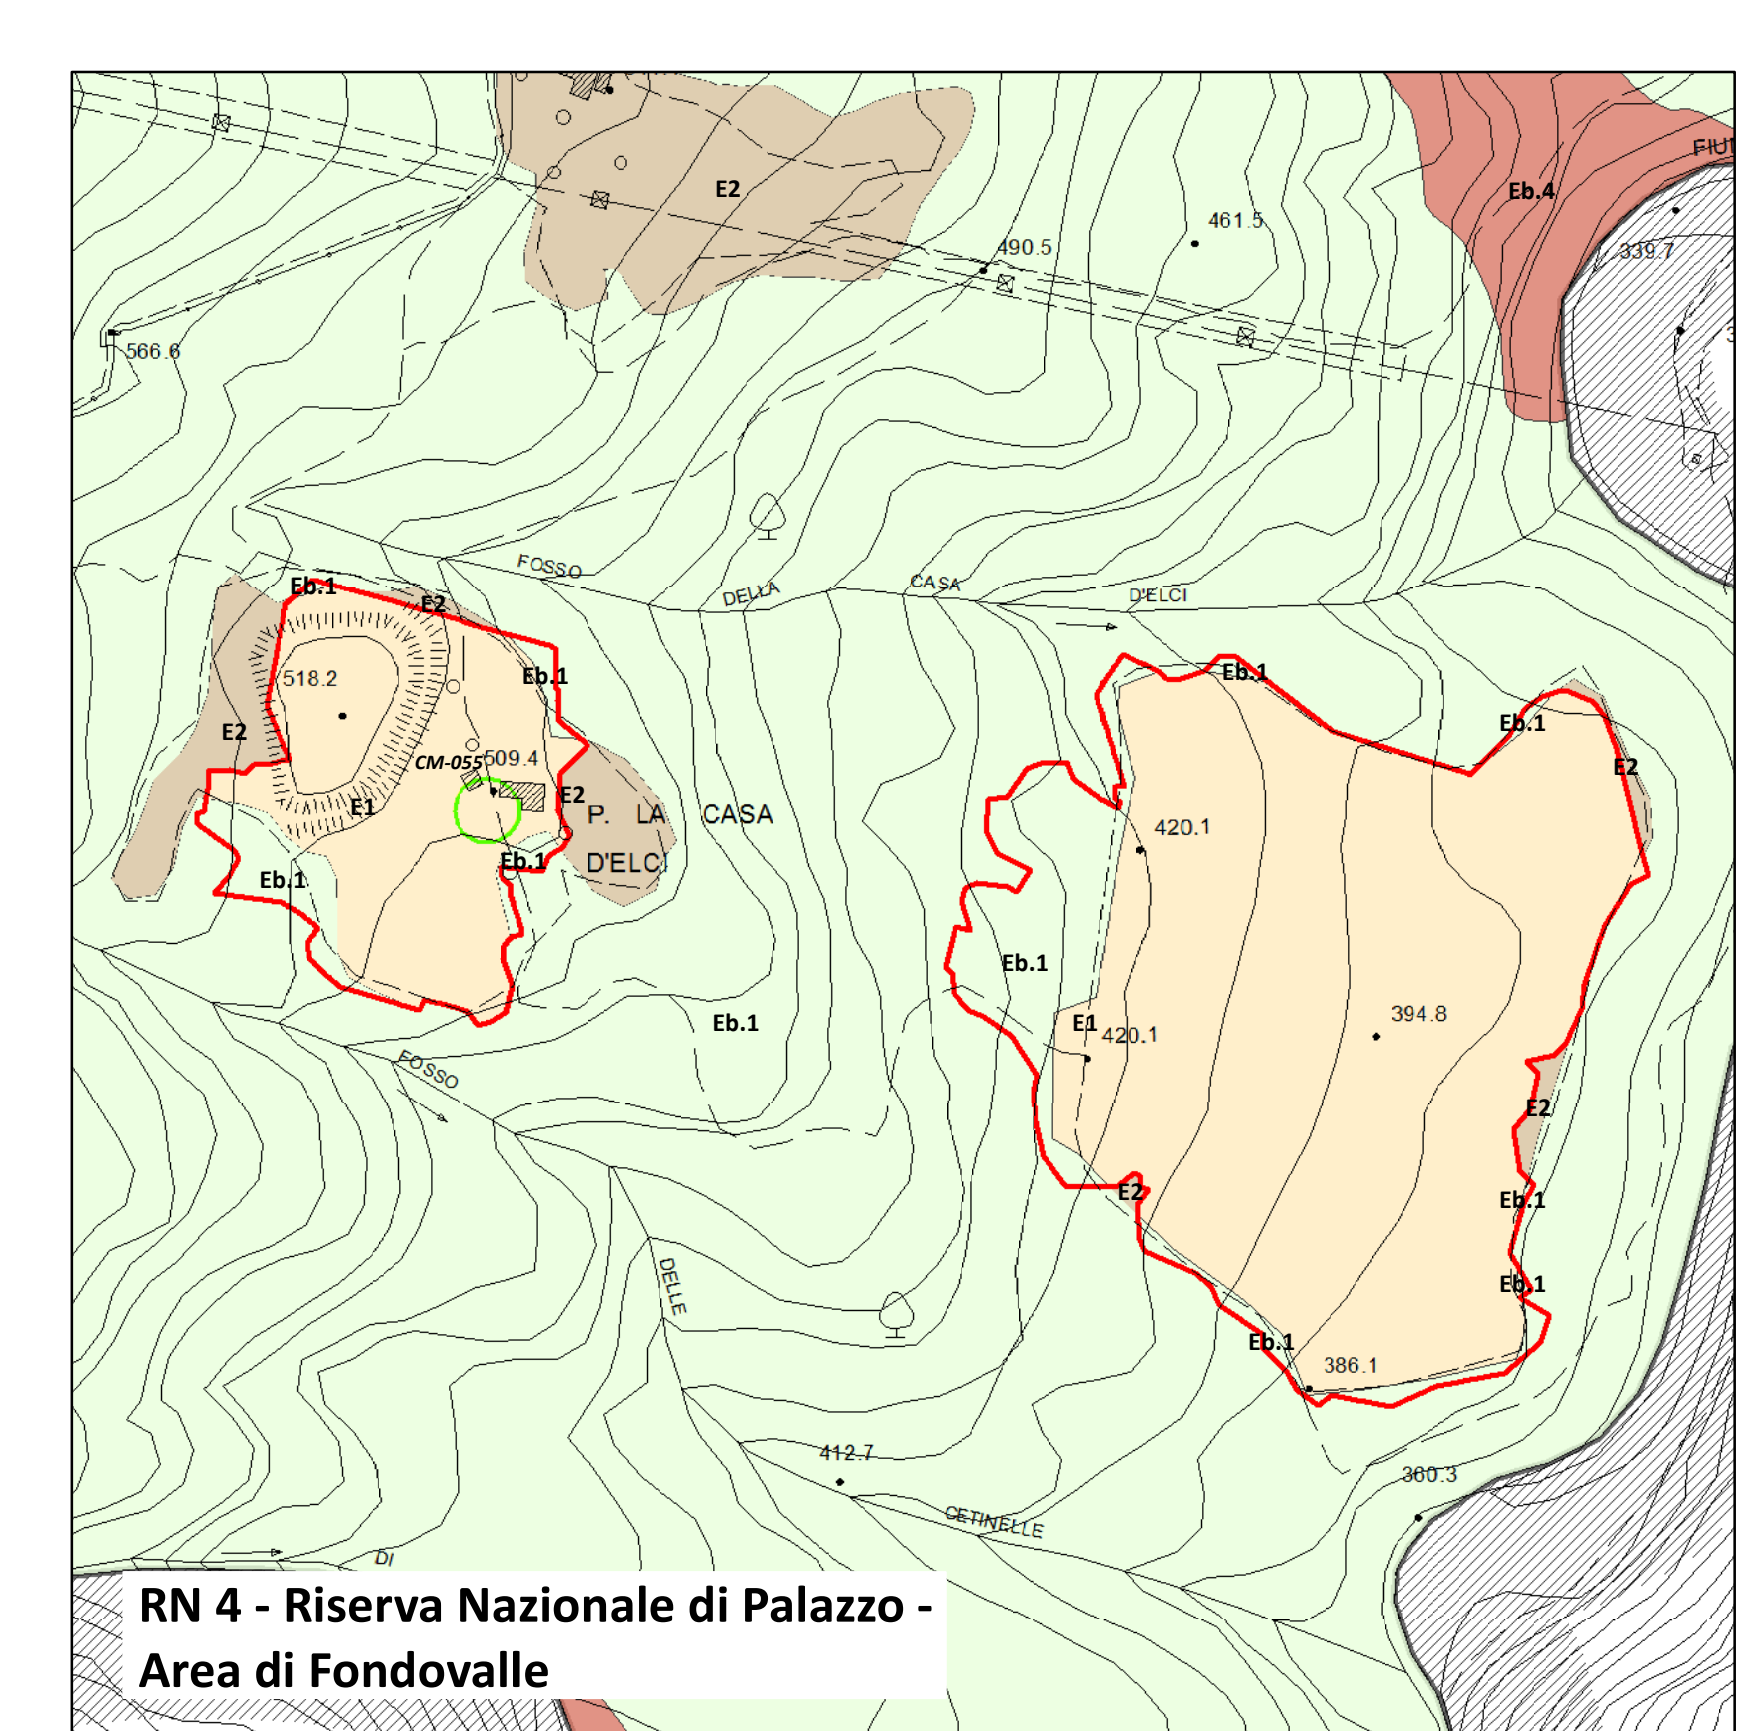 FIU
Eb.4
E2
461.5
490.5
339.7
566.6
FOSSO
DELLA
CASA
D'ELCI
Eb.1
E2
Eb.1
Eb.1
518.2
Eb.1
E2
CM-055
509.4
E2
E2
E1
P. LA CASA
D'ELCI
420.1
Eb.1
Eb.1
Eb.1
394.8
Eb.1
E1
420.1
FOSSO
E2
E2
Eb.1
DELLE
Eb.1
Eb.1
386.1
412.7
360.3
CETINELLE
DI
RN 4 - Riserva Nazionale di Palazzo -
Area di Fondovalle